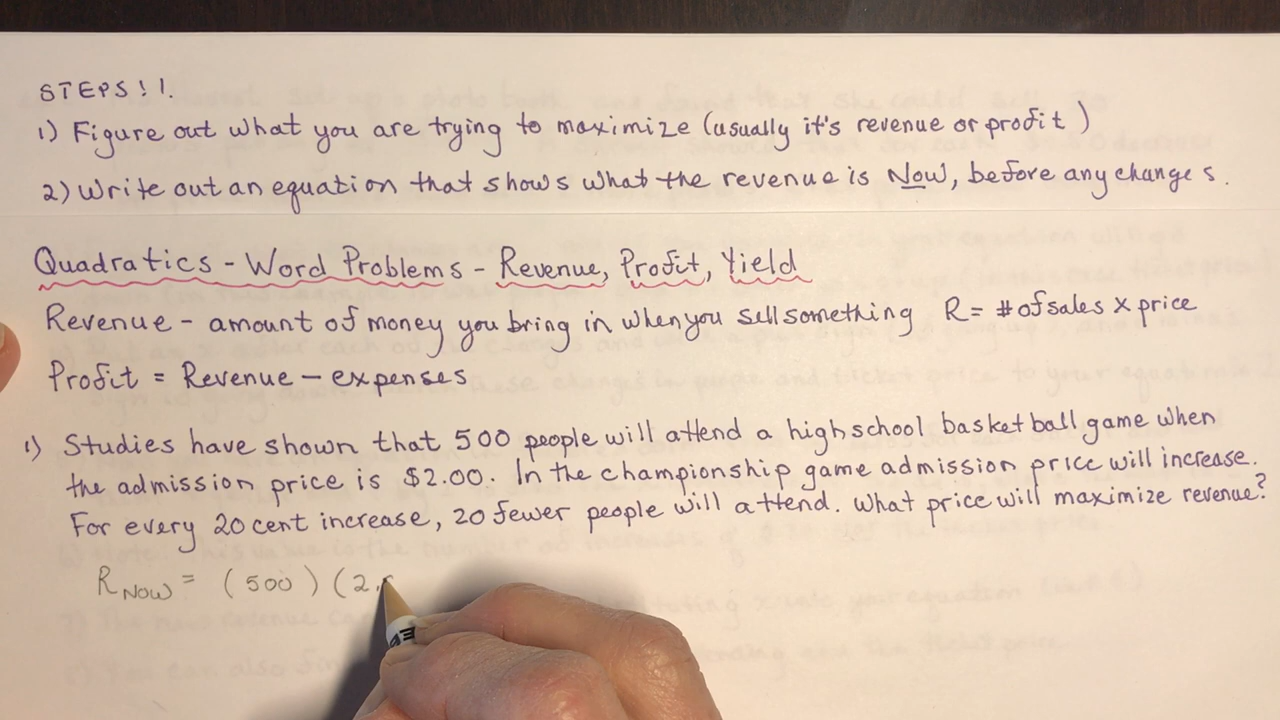 STEPS!!
1) Figure out what you are trying to maximize (usually it's revenue or profit)
2) Write out an equation that shows what the revenue is NOW, before any changes.
Quadratics - Word Problems - Revenue, Profit, Yield
Revenue - amount of money you bring in when you sell something R = # of sales x price
Profit = Revenue - expenses
1) Studies have shown that 500 people will attend a high school basketball game when
the admission price is $2.00. In the championship game admission price will increase.
For every 20 cent increase, 20 fewer people will attend. What price will maximize revenue?
R NOW = (500) (2.